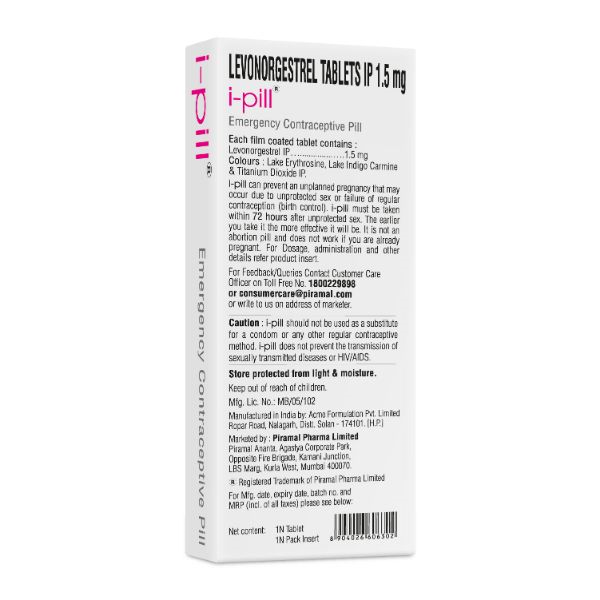 i-pill®
Emergency Contraceptive Pill
LEVONORGESTREL TABLETS IP 1.5 mg
i-pill®
Emergency Contraceptive Pill
Each film coated tablet contains :
Levonorgestrel IP.....................1.5 mg
Colours : Lake Erythrosine, Lake Indigo Carmine
& Titanium Dioxide IP.
i-pill can prevent an unplanned pregnancy that may
occur due to unprotected sex or failure of regular
contraception (birth control). i-pill must be taken
within 72 hours after unprotected sex. The earlier
you take it the more effective it will be. It is not an
abortion pill and does not work if you are already
pregnant. For Dosage, administration and other
details refer product insert.
For Feedback/Queries Contact Customer Care
Officer on Toll Free No. 1800229898
or consumercare@piramal.com
or write to us on address of marketer.
Caution : i-pill should not be used as a substitute
for a condom or any other regular contraceptive
method. i-pill does not prevent the transmission of
sexually transmitted diseases or HIV/AIDS.
Store protected from light & moisture.
Keep out of reach of children.
Mfg. Lic. No.: MB/05/102
Manufactured in India by: Acme Formulation Pvt. Limited
Ropar Road, Nalagarh, Distt. Solan - 174101. [H.P.]
Marketed by : Piramal Pharma Limited
Piramal Ananta, Agastya Corporate Park,
Opposite Fire Brigade, Kamani Junction,
LBS Marg, Kurla West, Mumbai 400070.
® Registered Trademark of Piramal Pharma Limited
For Mfg. date, expiry date, batch no. and
MRP (incl. of all taxes) please see below:
Net content: 1N Tablet
1N Pack Insert
8 904026 606302